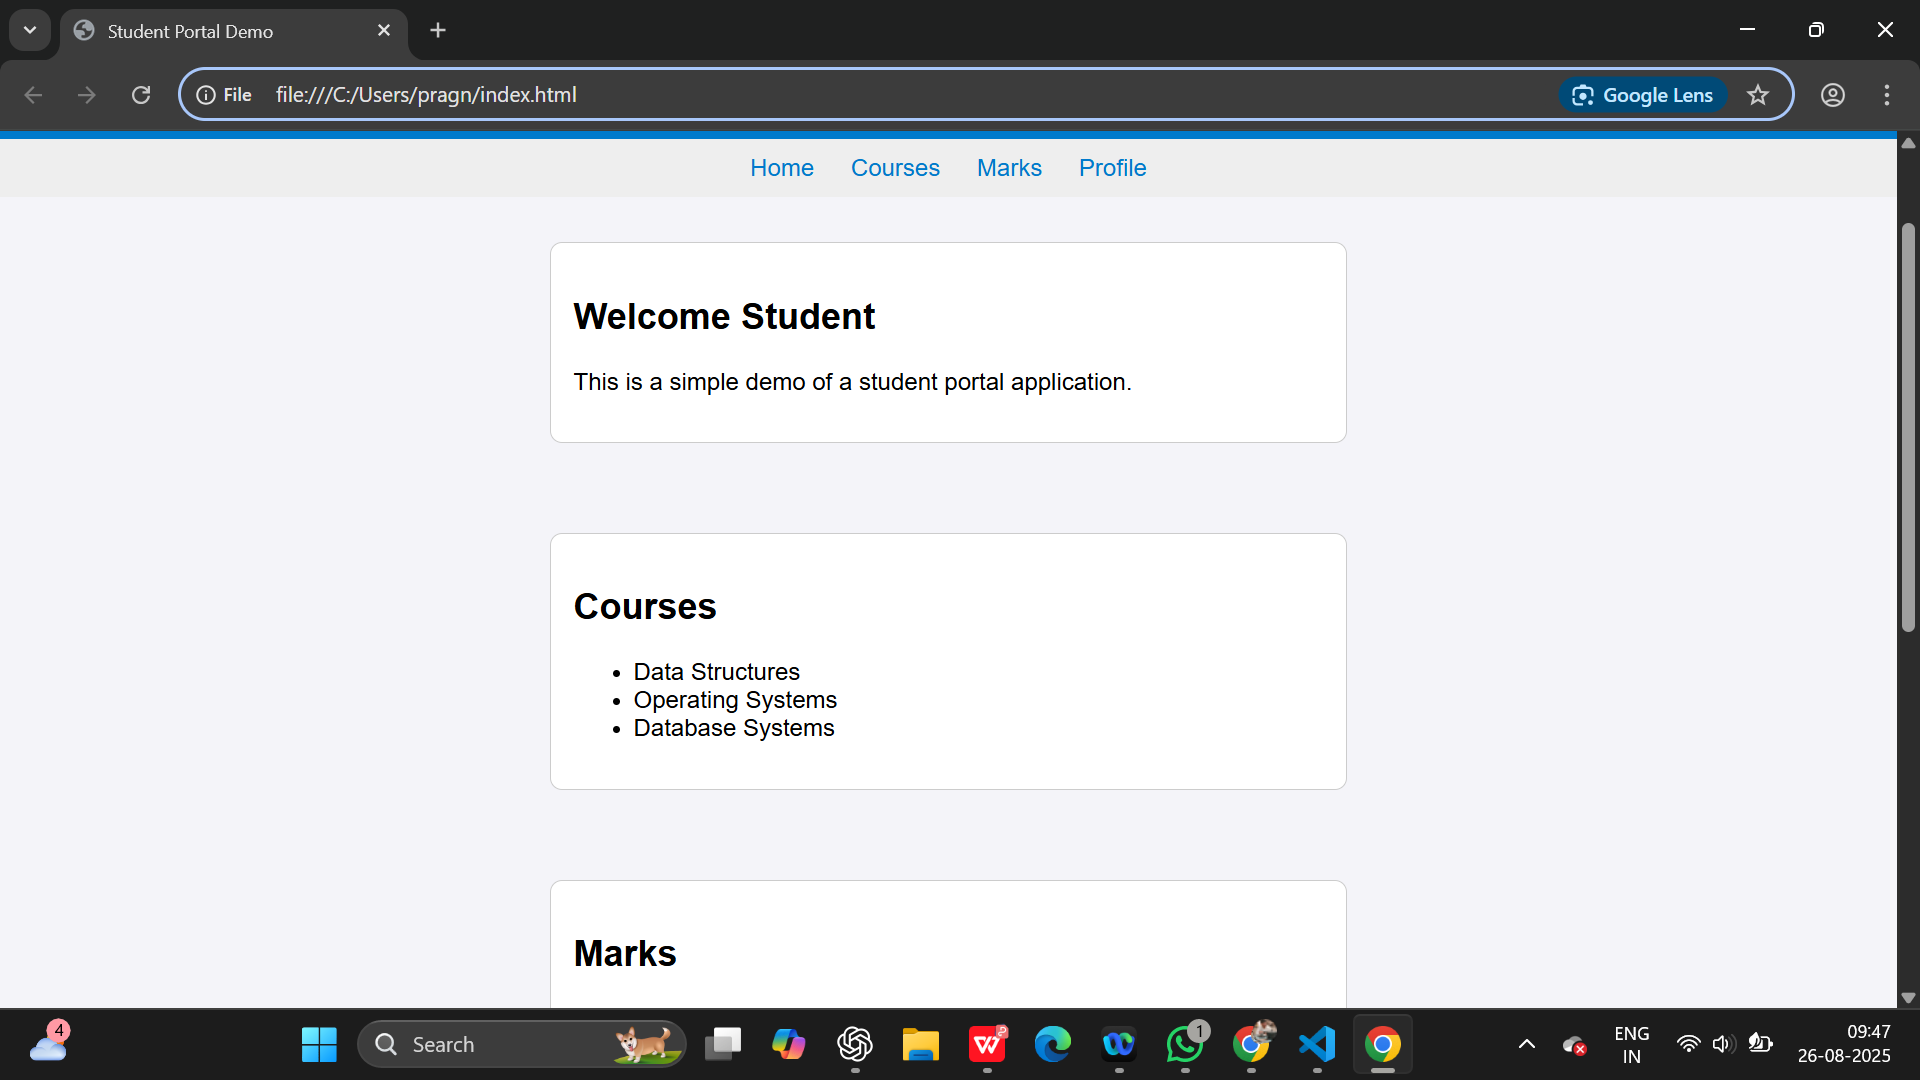 Student Portal Demo
File file:///C:/Users/pragn/index.html Google Lens
Home Courses Marks Profile
Welcome Student
This is a simple demo of a student portal application.
Courses
• Data Structures
• Operating Systems
• Database Systems
Marks
4
Search
1
ENG
IN
09:47
26-08-2025